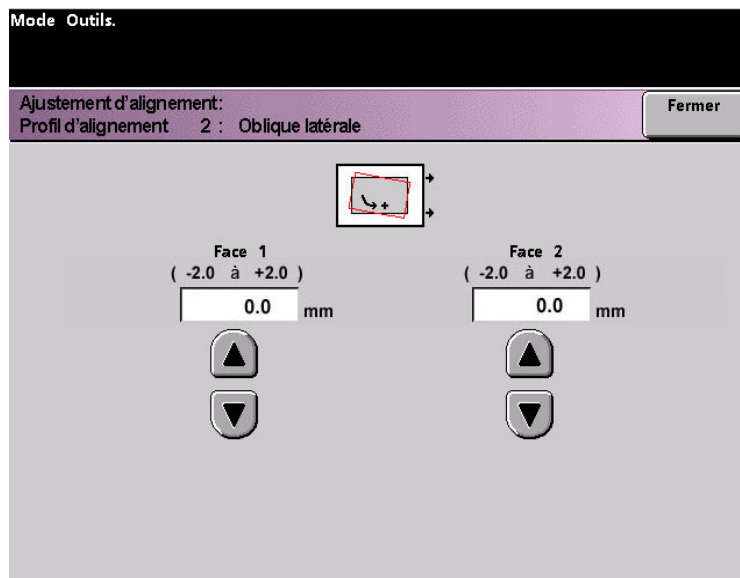 Mode Outils.
Ajustement d'alignement:
Profil d'alignement 2 : Oblique latérale
Fermer
Face 1
( -2.0 à +2.0 )
0.0 mm
Face 2
( -2.0 à +2.0 )
0.0 mm